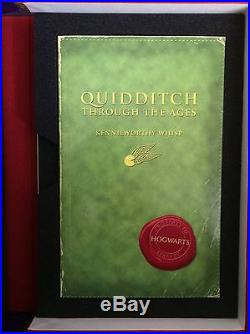 QUIDDITCH
THROUGH THE AGES
KENNILWORTHY WHISP
HOGWARTS